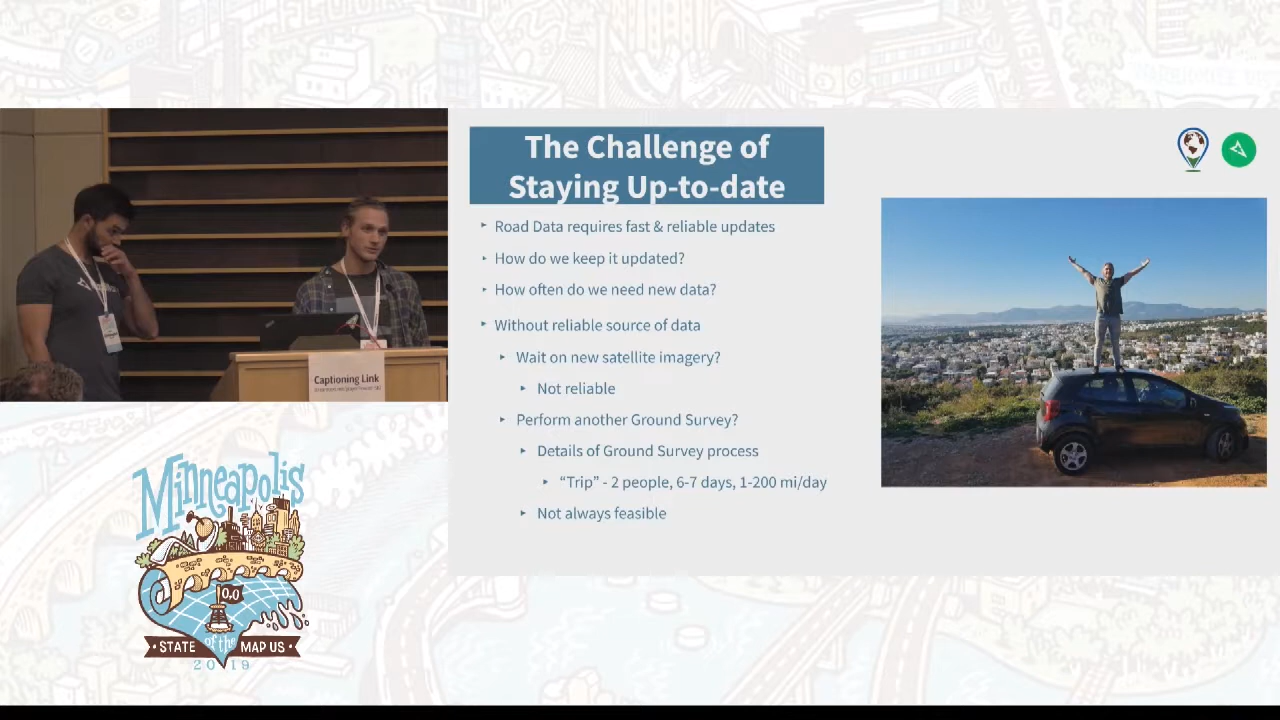 The Challenge of
Staying Up-to-date
Road Data requires fast & reliable updates
How do we keep it updated?
How often do we need new data?
Without reliable source of data
Wait on new satellite imagery?
Not reliable
Perform another Ground Survey?
Details of Ground Survey process
“Trip” - 2 people, 6-7 days, 1-200 mi/day
Not always feasible
Captioning Link
Minneapolis
0,0
STATE of the MAP US
2019